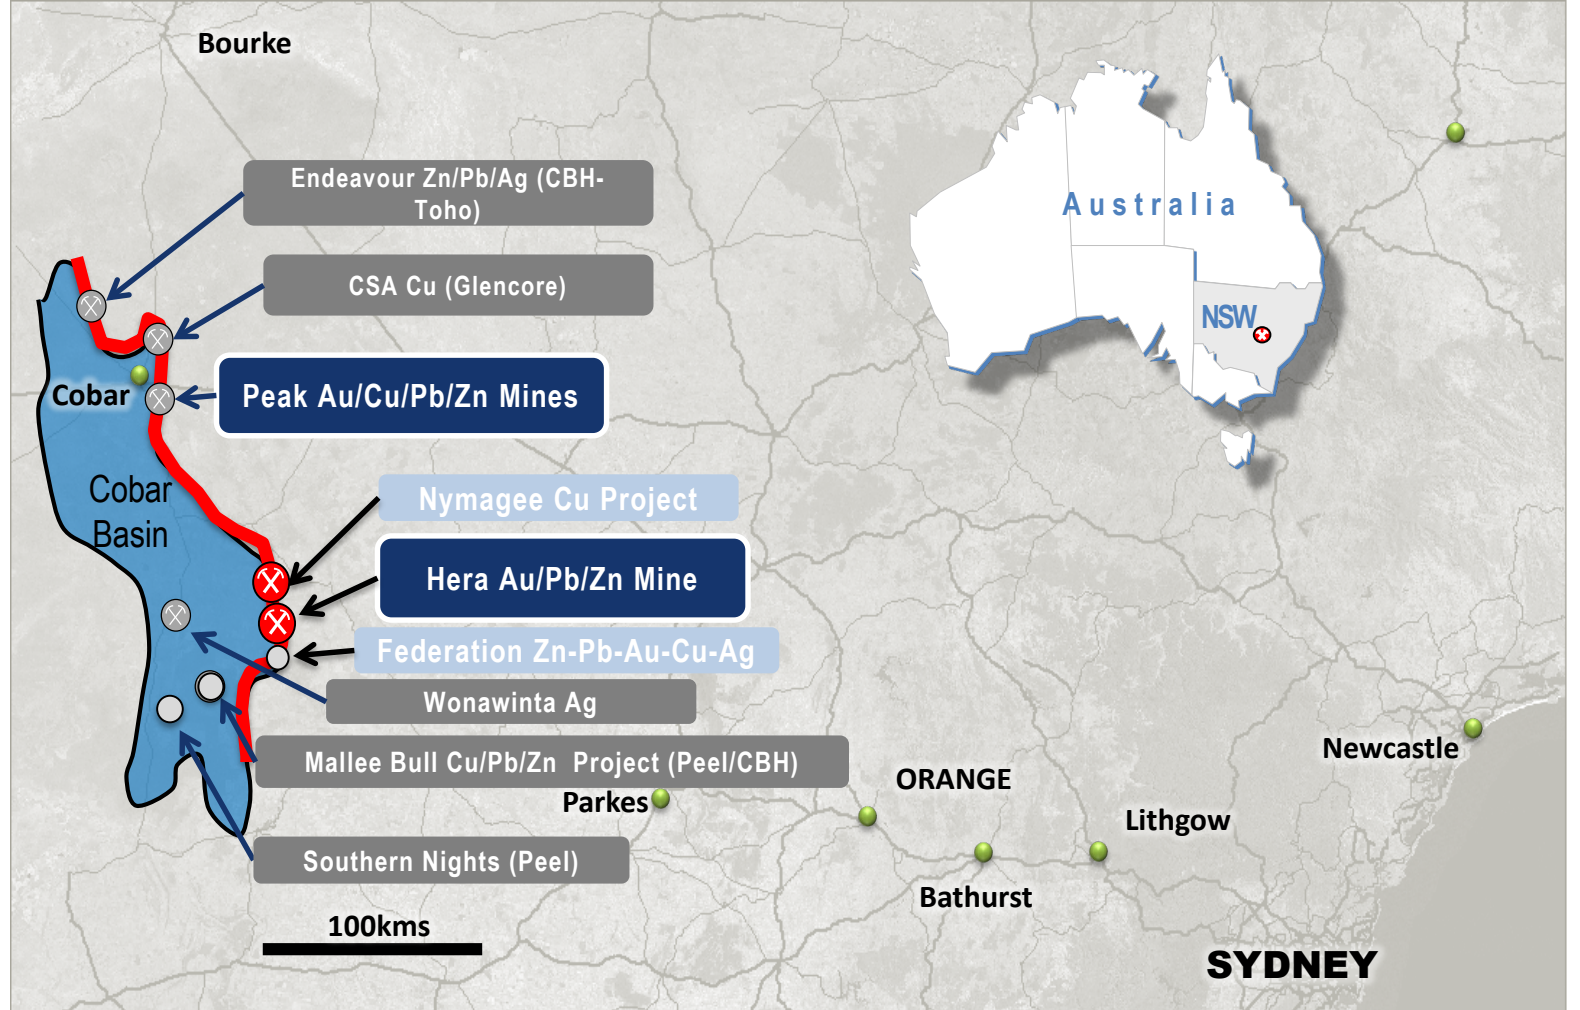 Bourke
Endeavour Zn/Pb/Ag (CBH-
Toho)
Australia
CSA Cu (Glencore)
NSW
Cobar
Peak Au/Cu/Pb/Zn Mines
Cobar
Basin
Nymagee Cu Project
Hera Au/Pb/Zn Mine
Federation Zn-Pb-Au-Cu-Ag
Wonawinta Ag
Mallee Bull Cu/Pb/Zn Project (Peel/CBH)
Newcastle
ORANGE
Parkes
Lithgow
Southern Nights (Peel)
Bathurst
100kms
SYDNEY